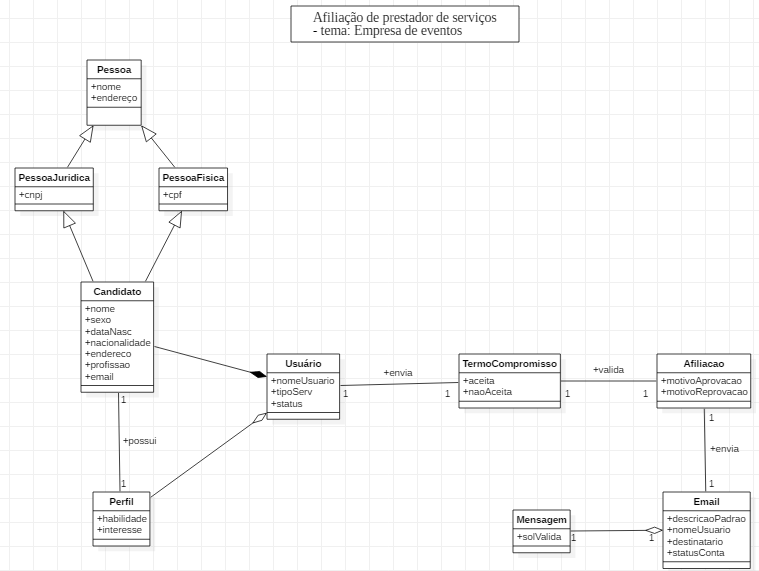 Afiliação de prestador de serviços
- tema: Empresa de eventos
Pessoa
+nome
+endereço
PessoaJuridica
+cnpj
PessoaFisica
+cpf
Candidato
+nome
+sexo
+dataNasc
+nacionalidade
+endereco
+profissao
+email
1
+possui
1
Perfil
+habilidade
+interesse
Usuário
+nomeUsuario
+tipoServ
+status
1
+envia
1
TermoCompromisso
+aceita
+naoAceita
1
+valida
1
Afiliacao
+motivoAprovacao
+motivoReprovacao
1
+envia
1
Email
+descricaoPadrao
+nomeUsuario
+destinatario
+statusConta
1
Mensagem
+solValida
1